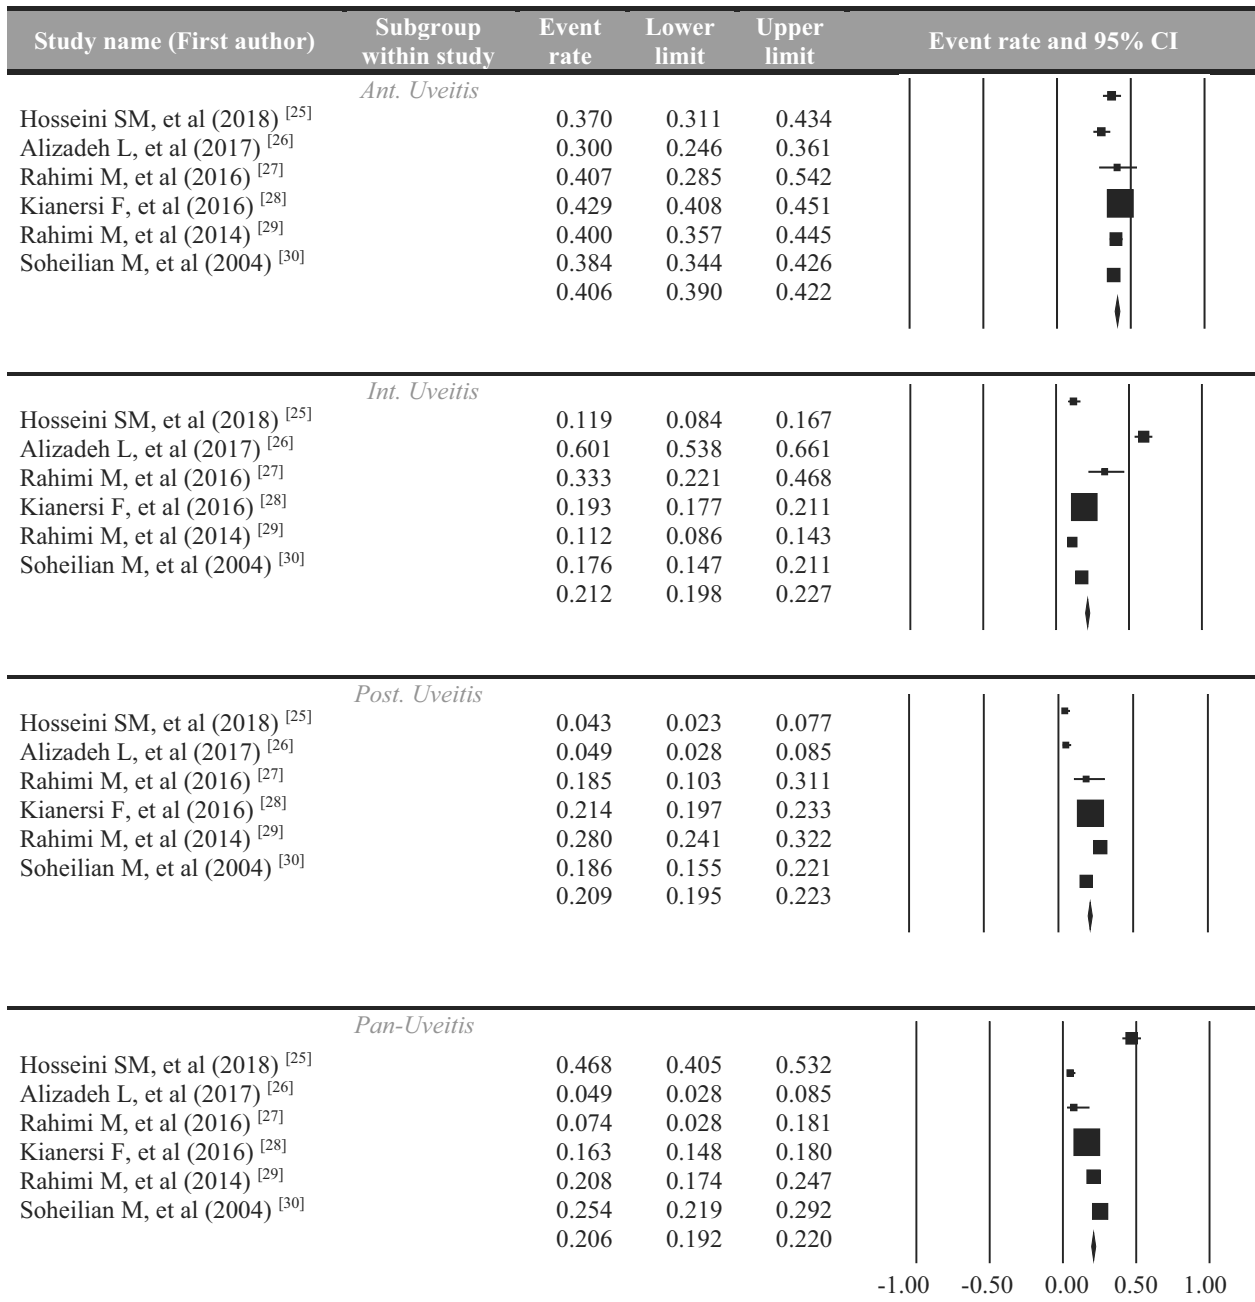 Study name (First author) Subgroup within study Event rate Lower limit Upper limit Event rate and 95% CI
Ant. Uveitis
Hosseini SM, et al (2018) [25] 0.370 0.311 0.434
Alizadeh L, et al (2017) [26] 0.300 0.246 0.361
Rahimi M, et al (2016) [27] 0.407 0.285 0.542
Kianersi F, et al (2016) [28] 0.429 0.408 0.451
Rahimi M, et al (2014) [29] 0.400 0.357 0.445
Soheilian M, et al (2004) [30] 0.384 0.344 0.426
0.406 0.390 0.422
Int. Uveitis
Hosseini SM, et al (2018) [25] 0.119 0.084 0.167
Alizadeh L, et al (2017) [26] 0.601 0.538 0.661
Rahimi M, et al (2016) [27] 0.333 0.221 0.468
Kianersi F, et al (2016) [28] 0.193 0.177 0.211
Rahimi M, et al (2014) [29] 0.112 0.086 0.143
Soheilian M, et al (2004) [30] 0.176 0.147 0.211
0.212 0.198 0.227
Post. Uveitis
Hosseini SM, et al (2018) [25] 0.043 0.023 0.077
Alizadeh L, et al (2017) [26] 0.049 0.028 0.085
Rahimi M, et al (2016) [27] 0.185 0.103 0.311
Kianersi F, et al (2016) [28] 0.214 0.197 0.233
Rahimi M, et al (2014) [29] 0.280 0.241 0.322
Soheilian M, et al (2004) [30] 0.186 0.155 0.221
0.209 0.195 0.223
Pan-Uveitis
Hosseini SM, et al (2018) [25] 0.468 0.405 0.532
Alizadeh L, et al (2017) [26] 0.049 0.028 0.085
Rahimi M, et al (2016) [27] 0.074 0.028 0.181
Kianersi F, et al (2016) [28] 0.163 0.148 0.180
Rahimi M, et al (2014) [29] 0.208 0.174 0.247
Soheilian M, et al (2004) [30] 0.254 0.219 0.292
0.206 0.192 0.220
-1.00 -0.50 0.00 0.50 1.00